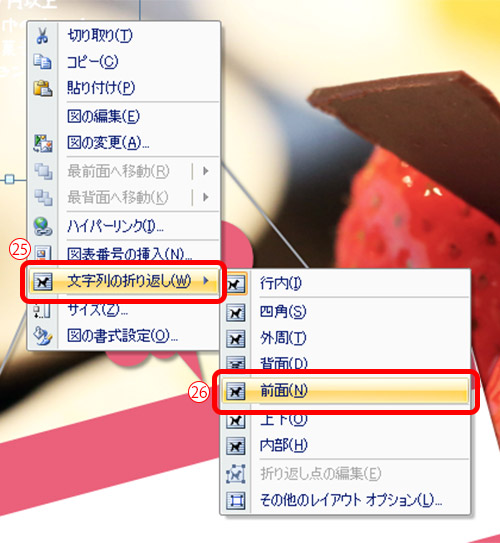 切り取り(T)
コピー(C)
貼り付け(P)
図の編集(E)
図の変更(A)...
最前面へ移動(R)
最背面へ移動(K)
ハイパーリンク(I)...
㉕
図表番号の挿入(N)...
文字列の折り返し(W)
サイズ(Z)...
図の書式設定(O)...
行内(I)
四角(S)
外周(T)
背面(D)
㉖
前面(N)
上下(O)
内部(H)
折り返し点の編集(E)
その他のレイアウト オプション(L)...